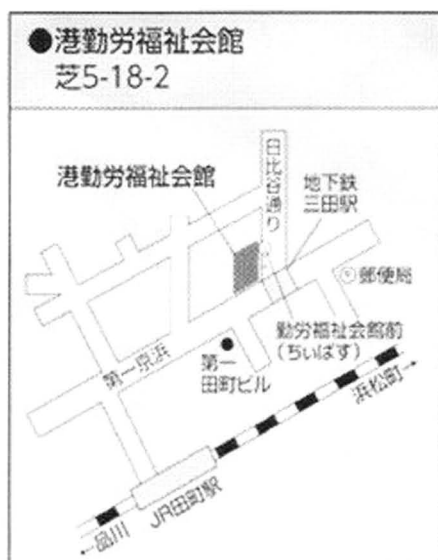 ●港勤労福祉会館
芝5-18-2
港勤労福祉会館
日比谷通り
地下鉄
三田駅
郵便局
勤労福祉会館前
(ちぃばす)
第一京浜
第一
田町ビル
浜松町
JR田町駅
品川